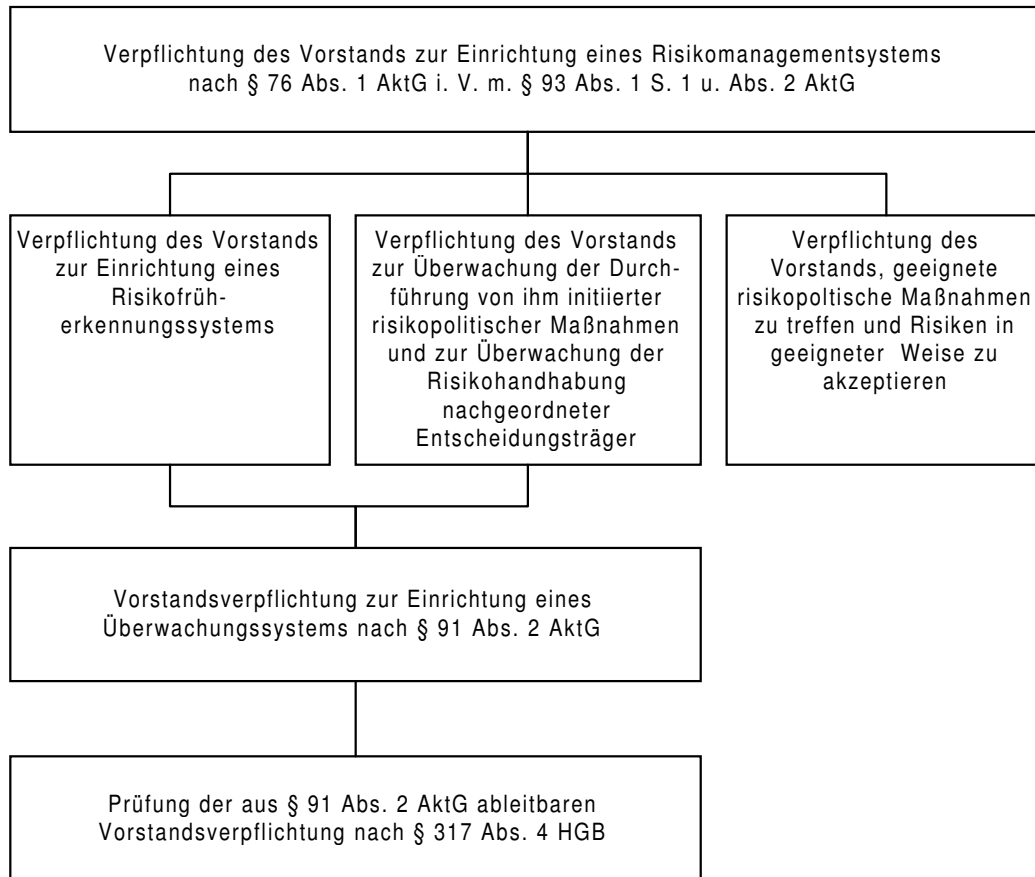 Verpflichtung des Vorstands zur Einrichtung eines Risikomanagementsystems
nach § 76 Abs. 1 AktG i. V. m. § 93 Abs. 1 S. 1 u. Abs. 2 AktG
Verpflichtung des Vorstands
zur Einrichtung eines
Risikofrüh-
erkennungssystems
Verpflichtung des Vorstands
zur Überwachung der Durch-
führung von ihm initiierter
risikopolitischer Maßnahmen
und zur Überwachung der
Risikohandhabung
nachgeordneter
Entscheidungsträger
Verpflichtung des
Vorstands, geeignete
risikopoltische Maßnahmen
zu treffen und Risiken in
geeigneter Weise zu
akzeptieren
Vorstandsverpflichtung zur Einrichtung eines
Überwachungssystems nach § 91 Abs. 2 AktG
Prüfung der aus § 91 Abs. 2 AktG ableitbaren
Vorstandsverpflichtung nach § 317 Abs. 4 HGB